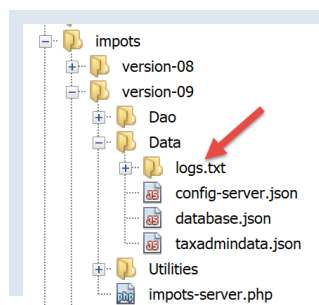 impots
version-08
version-09
Dao
Data
logs.txt
config-server.json
database.json
taxadmindata.json
Utilities
impots-server.php